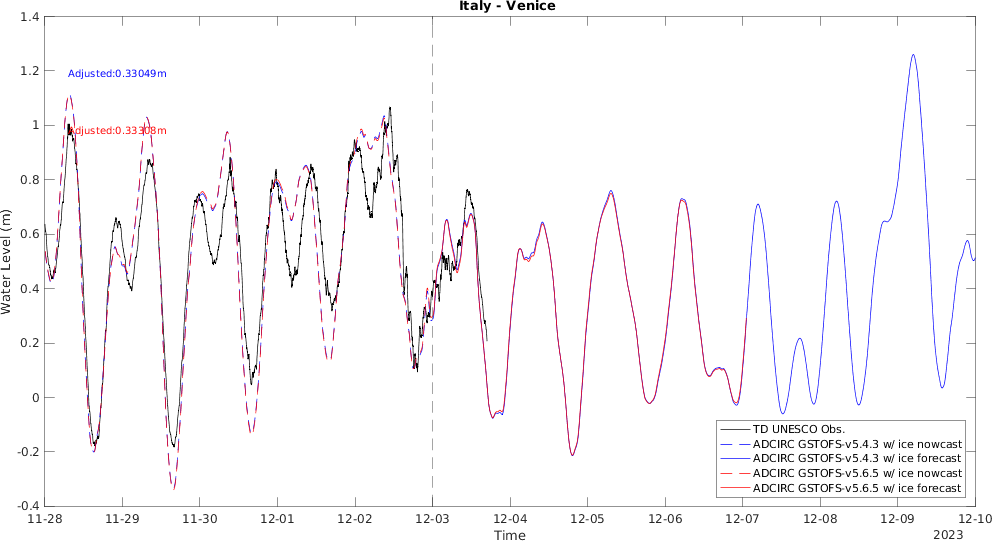 Italy - Venice
1.4
1.2
1
0.8
0.6
0.4
0.2
0
-0.2
-0.4
Water Level (m)
Adjusted:0.33049m
Adjusted:0.33308m
TD UNESCO Obs.
ADCIRC GSTOFS-v5.4.3 w/ ice nowcast
ADCIRC GSTOFS-v5.4.3 w/ ice forecast
ADCIRC GSTOFS-v5.6.5 w/ ice nowcast
ADCIRC GSTOFS-v5.6.5 w/ ice forecast
11-28 11-29 11-30 12-01 12-02 12-03 12-04 12-05 12-06 12-07 12-08 12-09 12-10
Time
2023